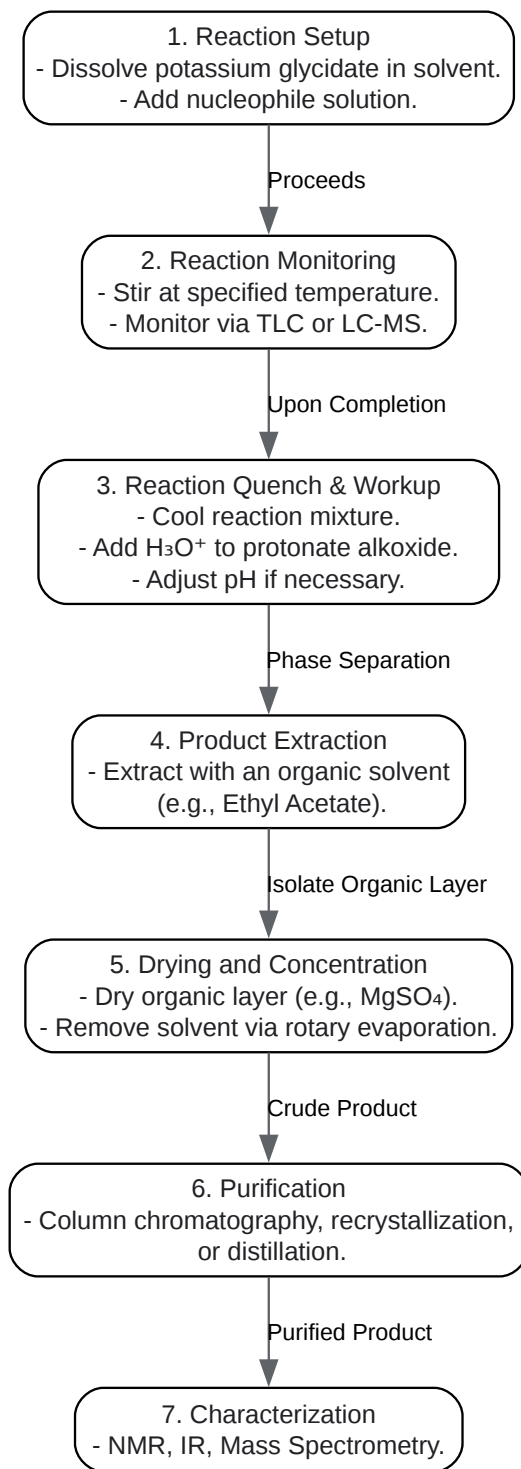 1. Reaction Setup
- Dissolve potassium glycidate in solvent.
- Add nucleophile solution.
Proceeds
2. Reaction Monitoring
- Stir at specified temperature.
- Monitor via TLC or LC-MS.
Upon Completion
3. Reaction Quench & Workup
- Cool reaction mixture.
- Add H₃O⁺ to protonate alkoxide.
- Adjust pH if necessary.
Phase Separation
4. Product Extraction
- Extract with an organic solvent
(e.g., Ethyl Acetate).
Isolate Organic Layer
5. Drying and Concentration
- Dry organic layer (e.g., MgSO₄).
- Remove solvent via rotary evaporation.
Crude Product
6. Purification
- Column chromatography, recrystallization,
or distillation.
Purified Product
7. Characterization
- NMR, IR, Mass Spectrometry.